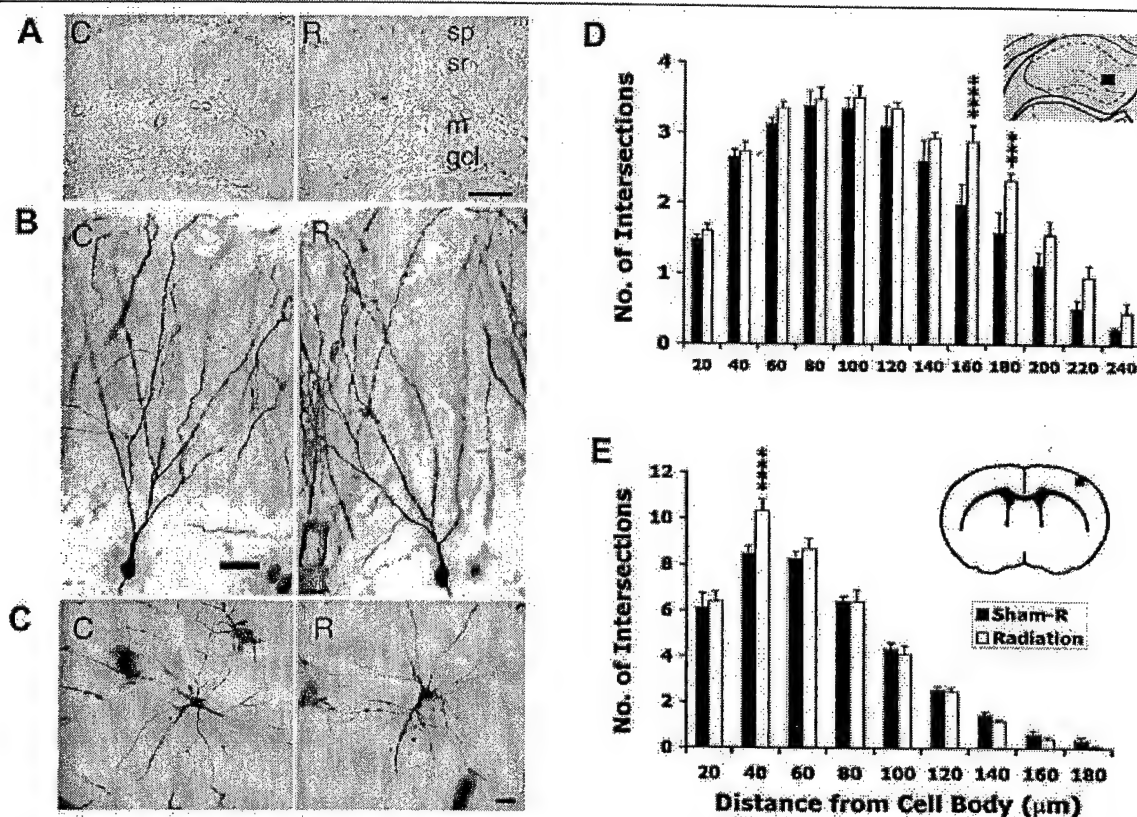 A
C
R
sp
sr
m
gcl
B
C
R
C
C
R
D
No. of Intersections
4
3
2
1
0
****
***
20 40 60 80 100 120 140 160 180 200 220 240
E
No. of Intersections
12
10
8
6
4
2
0
****
Sham-R
Radiation
20 40 60 80 100 120 140 160 180
Distance from Cell Body (μm)